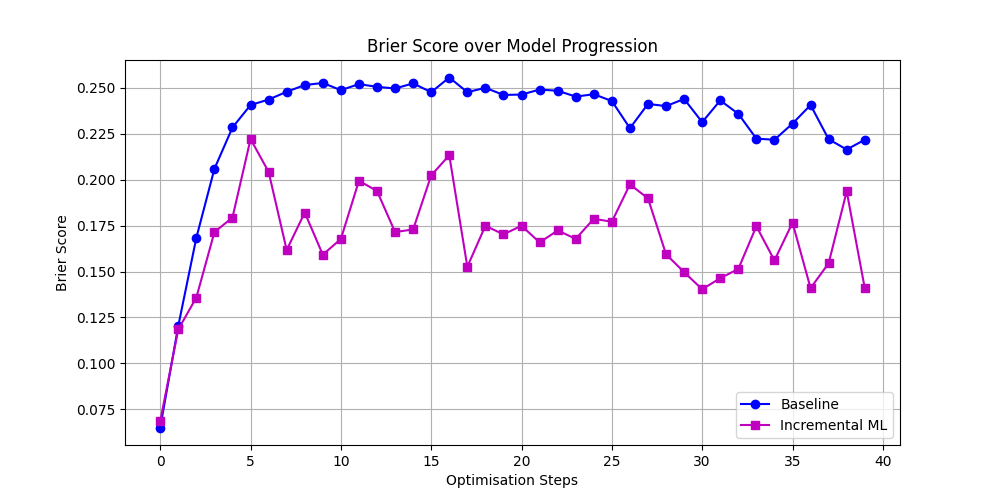 Brier Score over Model Progression
Brier Score
0.250
0.225
0.200
0.175
0.150
0.125
0.100
0.075
0 5 10 15 20 25 30 35 40
Optimisation Steps
Baseline
Incremental ML